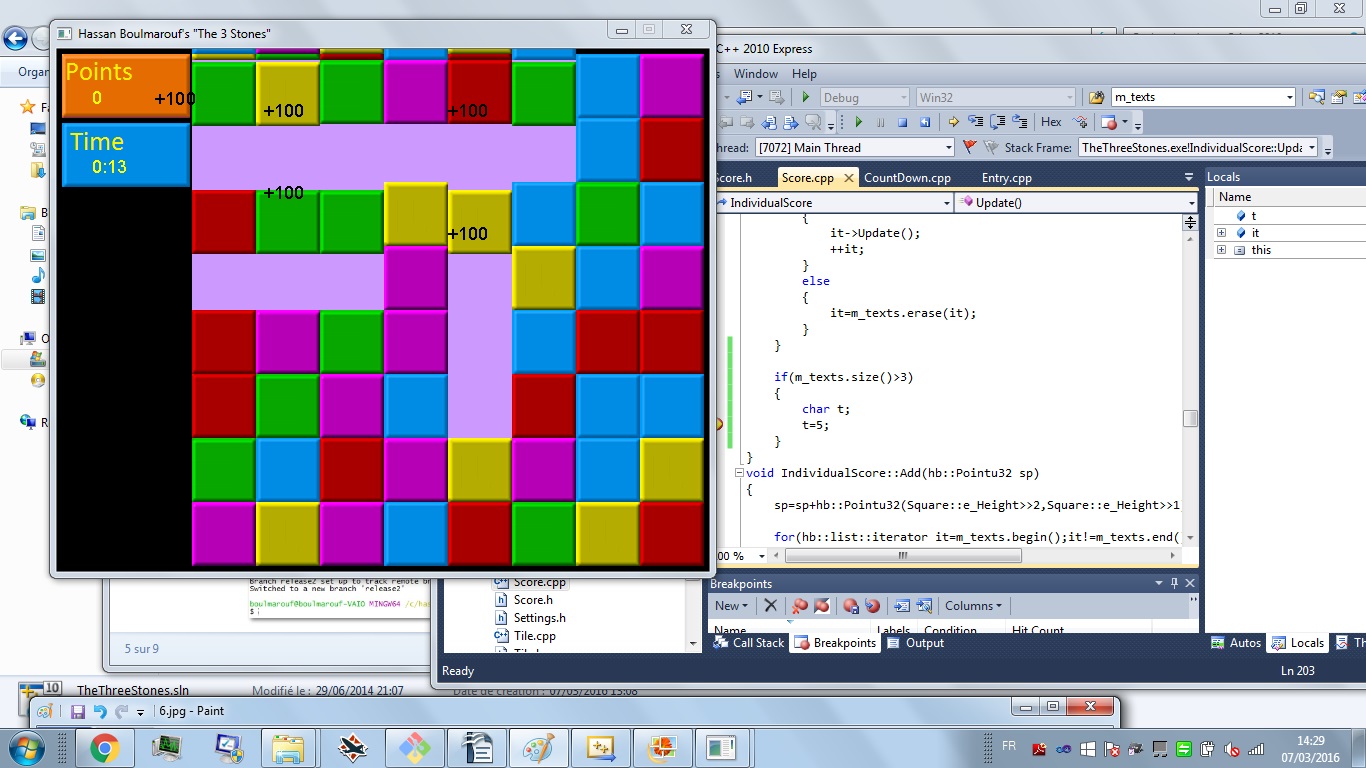 Hassan Boulmarouf's "The 3 Stones"
Points
0
+100
+100
+100
Time
0:13
+100
+100
Organ
C++ 2010 Express
Window Help
Debug
Win32
m_texts
Hex
[7072] Main Thread
Stack Frame:
TheThreeStones.exe!IndividualScore::Upda
Score.cpp
CountDown.cpp
Entry.cpp
IndividualScore
Update()
{
it->Update();
++it;
}
else
{
it=m_texts.erase(it);
}
}
if(m_texts.size()>3)
{
char t;
t=5;
}
}
void IndividualScore::Add(hb::Pointu32 sp)
{
sp=sp+hb::Pointu32(Square::e_Height>>2,Square::e_Height>>1
for(hb::list::iterator it=m_texts.begin();it!=m_texts.end(
Locals
Name
t
it
this
Breakpoints
New
Columns
Name Labels Condition Hit Count
Call Stack Breakpoints Output
Autos Locals
Score.cpp
Score.h
Settings.h
Tile.cpp
Ready
Ln 203
Branch release2 set up to track remote br
Switched to a new branch 'release2'
boulmarouf@boulmarouf-VAIO MINGW64 /c/has
$
5 sur 9
10
TheThreeStones.sln
Modifié le : 29/06/2014 21:07
Date de création : 07/03/2016 13:08
6.jpg - Paint
FR
14:29
07/03/2016